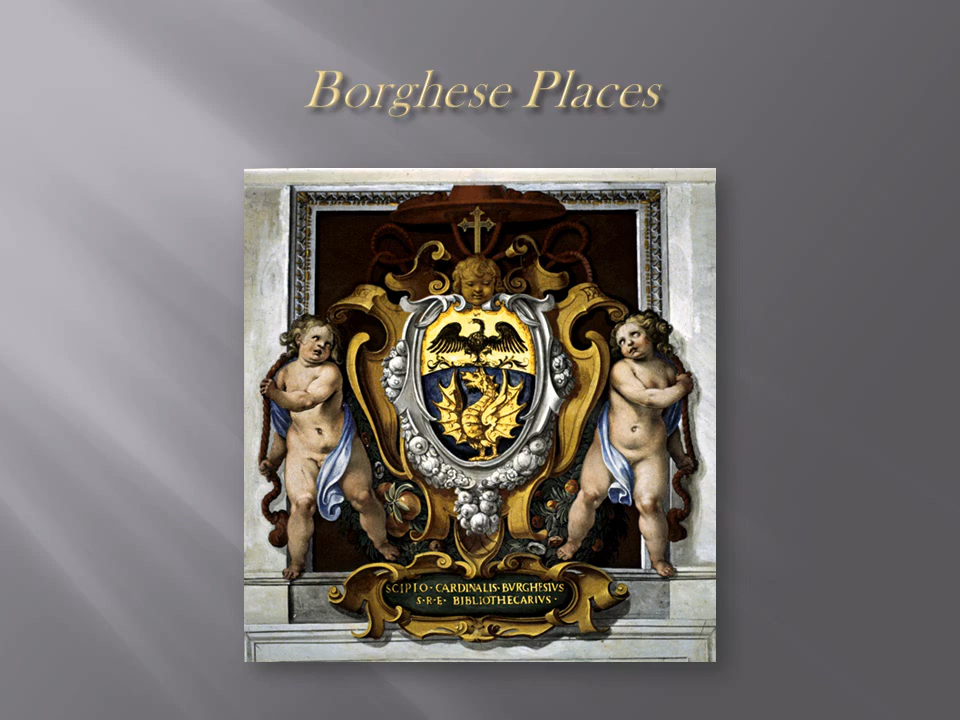 Borghese Places
SCIPIO · CARDINALIS · BVRGHESIVS
S · R · E · BIBLIOTHECARIVS ·